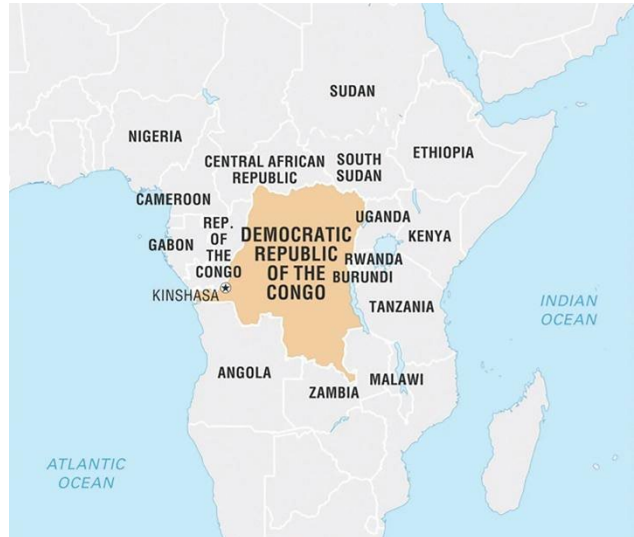 SUDAN
NIGERIA
ETHIOPIA
CENTRAL AFRICAN
REPUBLIC
SOUTH
SUDAN
CAMEROON
UGANDA
REP.
OF
THE
CONGO
GABON
KENYA
DEMOCRATIC
REPUBLIC
OF THE
CONGO
RWANDA
BURUNDI
KINSHASA
TANZANIA
INDIAN
OCEAN
ANGOLA
MALAWI
ZAMBIA
ATLANTIC
OCEAN